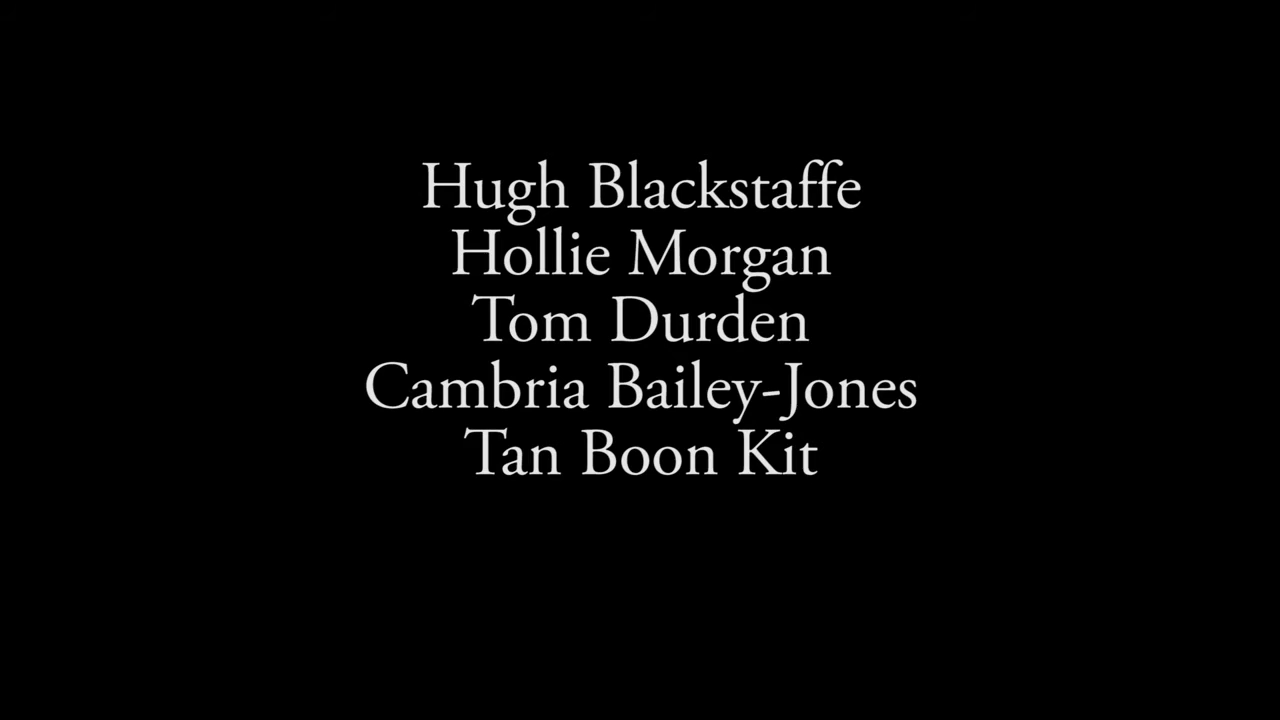 Hugh Blackstaffe
Hollie Morgan
Tom Durden
Cambria Bailey-Jones
Tan Boon Kit